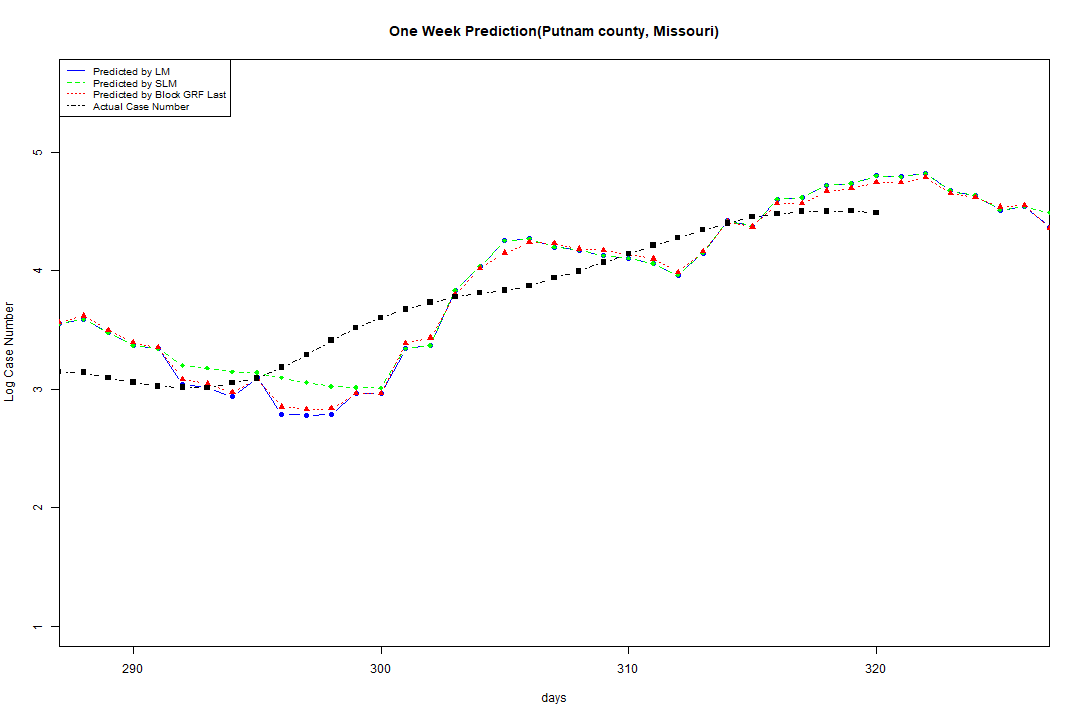 One Week Prediction(Putnam county, Missouri)
Predicted by LM
Predicted by SLM
Predicted by Block GRF Last
Actual Case Number
5
4
3
2
1
Log Case Number
290 300 310 320
days